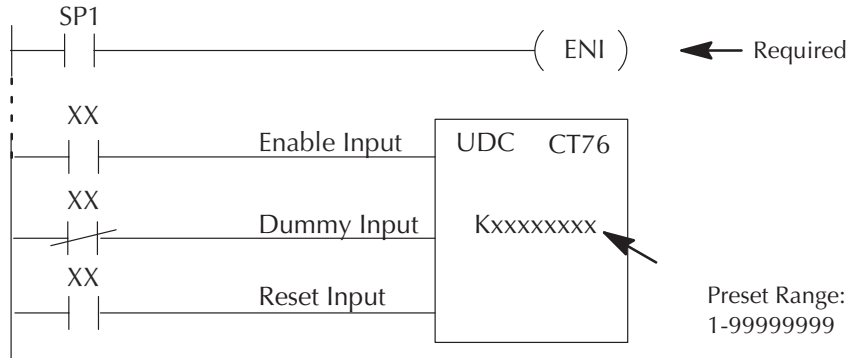 SP1
ENI
Required
XX
Enable Input
UDC CT76
XX
Dummy Input
Kxxxxxxxx
XX
Reset Input
Preset Range:
1-99999999